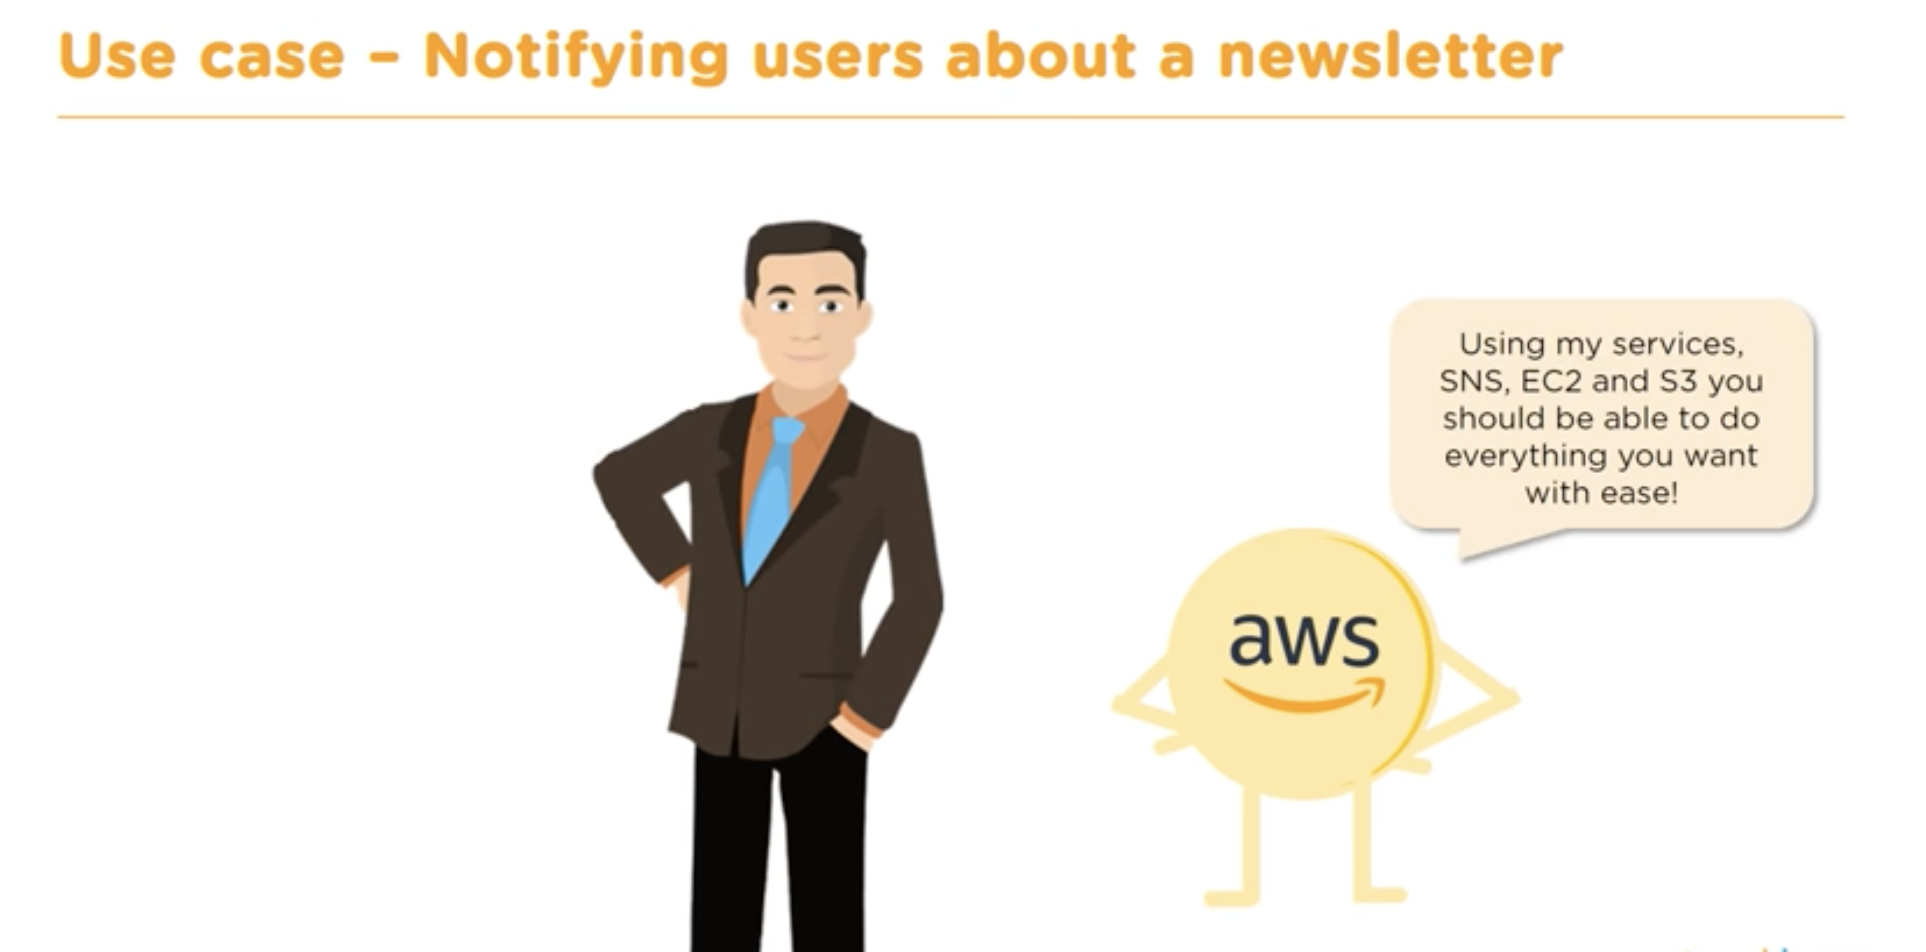 Use case – Notifying users about a newsletter
Using my services,
SNS, EC2 and S3 you
should be able to do
everything you want
with ease!
aws